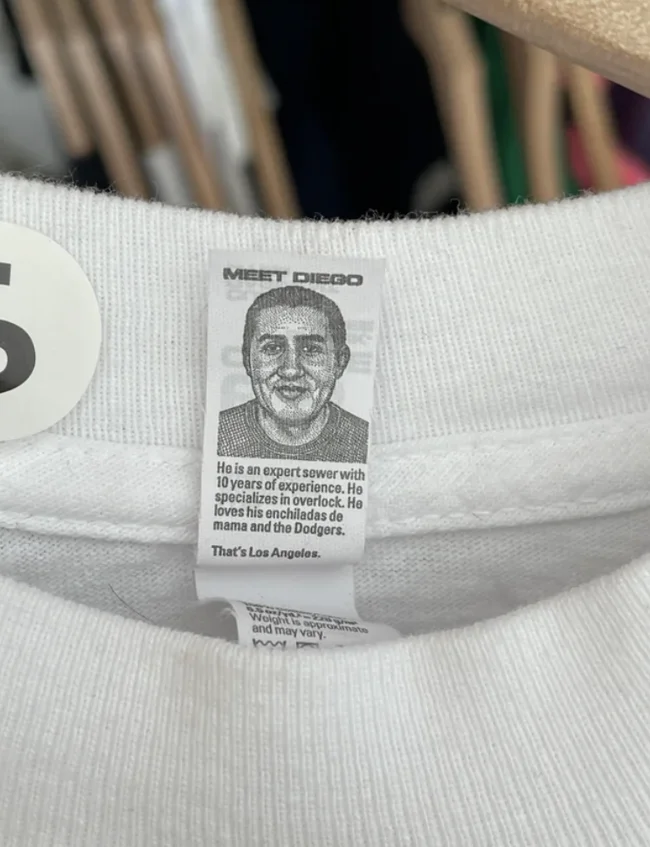 MEET DIEGO
He is an expert sewer with
10 years of experience. He
specializes in overlock. He
loves his enchiladas de
mama and the Dodgers.
That's Los Angeles.
Weight is approximate
and may vary.